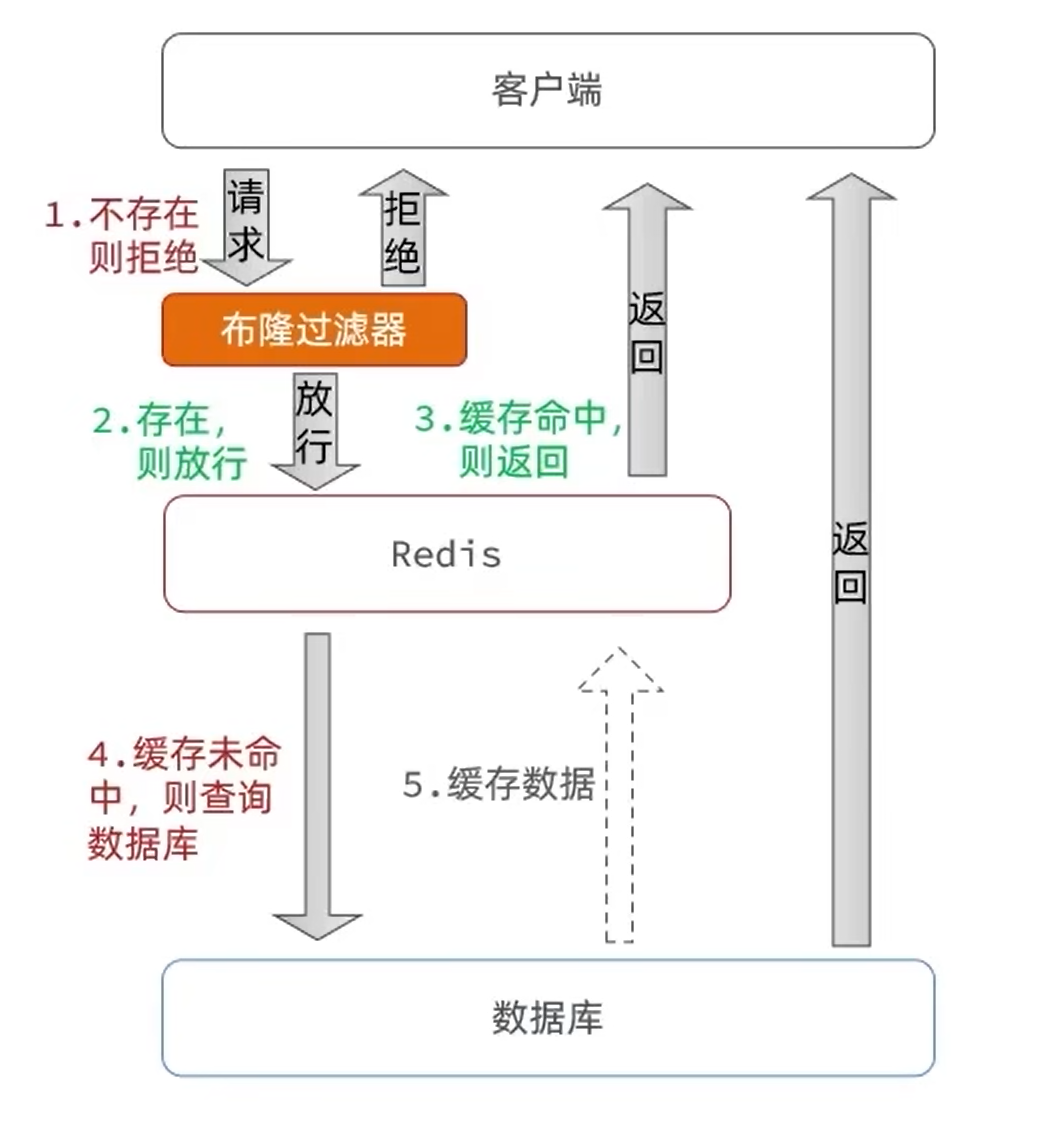 客户端
1.不存在
则拒绝
请
求
拒
绝
布隆过滤器
2.存在，
则放行
放
行
3.缓存命中，
则返回
返
回
Redis
返
回
4.缓存未命
中，则查询
数据库
5.缓存数据
数据库